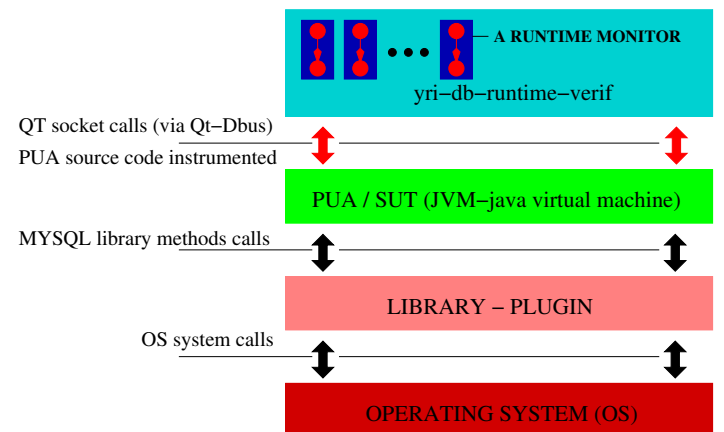 A RUNTIME MONITOR
yri−db−runtime−verif
QT socket calls (via Qt−Dbus)
PUA source code instrumented
PUA / SUT (JVM−java virtual machine)
MYSQL library methods calls
LIBRARY − PLUGIN
OS system calls
OPERATING SYSTEM (OS)